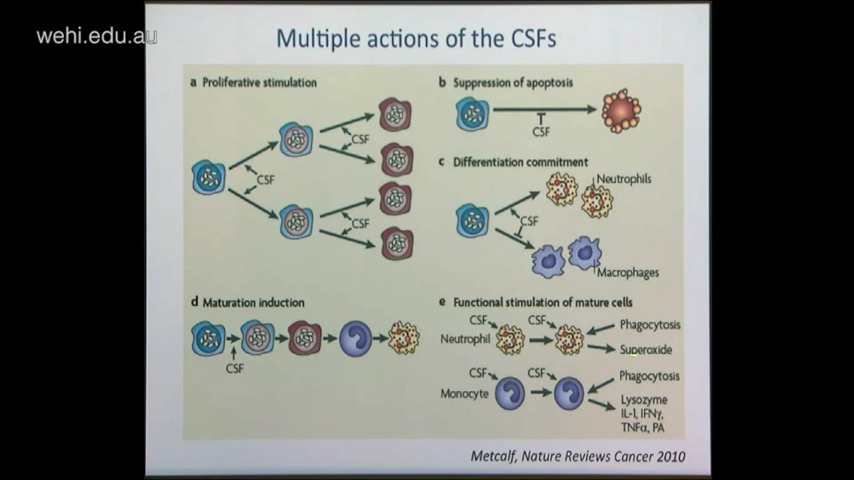 wehi.edu.au
Multiple actions of the CSFs
a Proliferative stimulation
CSF
CSF
CSF
b Suppression of apoptosis
CSF
c Differentiation commitment
Neutrophils
CSF
Macrophages
d Maturation induction
CSF
e Functional stimulation of mature cells
CSF
CSF
Phagocytosis
Neutrophil
Superoxide
CSF
CSF
Phagocytosis
Monocyte
Lysozyme
IL-1, IFNγ,
TNFα, PA
Metcalf, Nature Reviews Cancer 2010